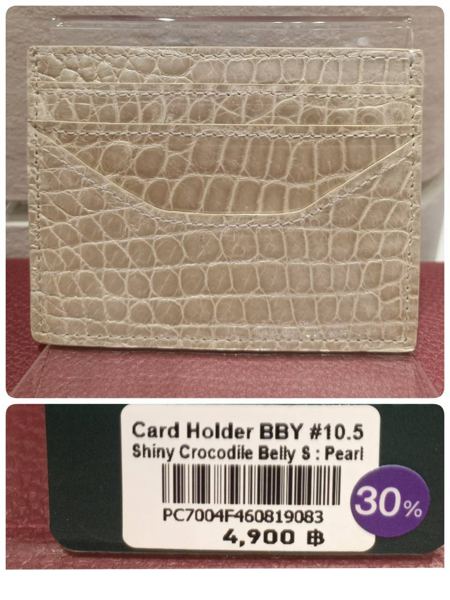 Card Holder BBY #10.5
Shiny Crocodile Belly S : Pearl
PC7004F460819083
4,900 ฿
30%